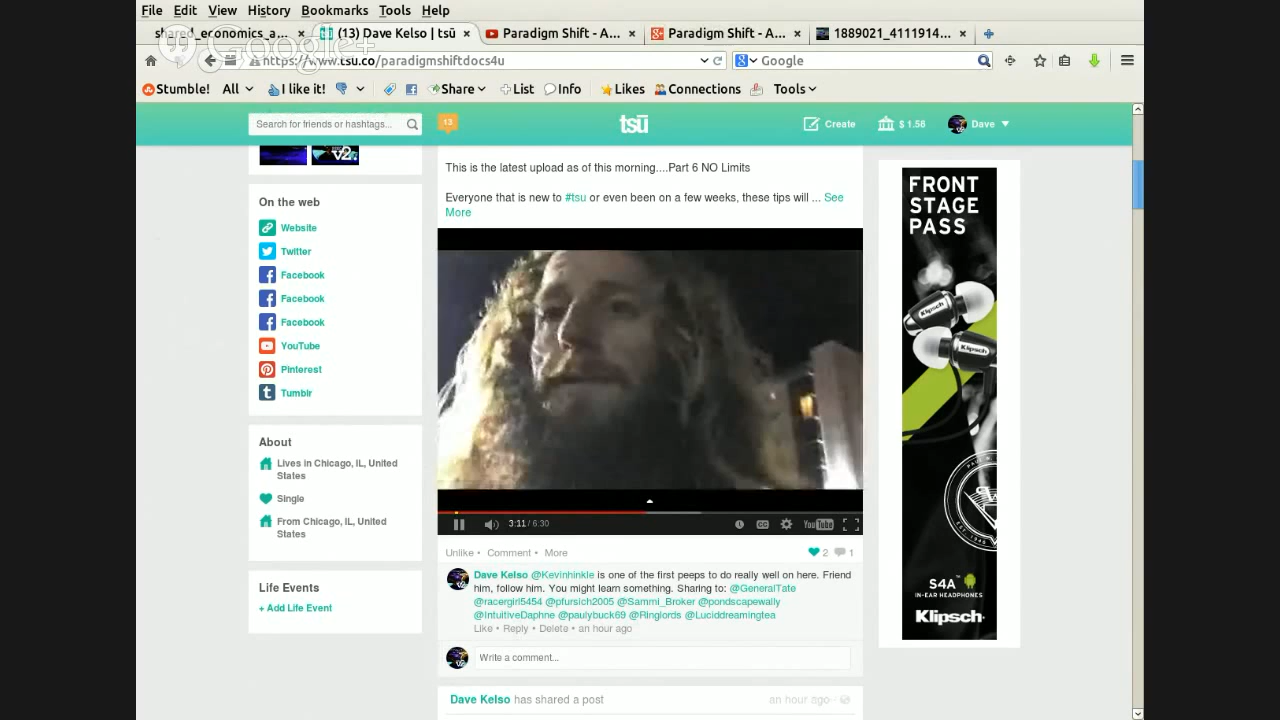 File Edit View History Bookmarks Tools Help
shared_economics_a... × (13) Dave Kelso | tsū × Paradigm Shift - A... × Paradigm Shift - A... × 1889021_4111914... ×
Google+
https://www.tsu.co/paradigmshiftdocs4u Google
Stumble! All I like it! Share List Info Likes Connections Tools
Search for friends or hashtags... 13 tsū Create $ 1.56 Dave
v2
This is the latest upload as of this morning....Part 6 NO Limits
Everyone that is new to #tsu or even been on a few weeks, these tips will ... See
More
On the web
Website
Twitter
Facebook
Facebook
Facebook
YouTube
Pinterest
Tumblr
About
Lives in Chicago, IL, United
States
Single
From Chicago, IL, United
States
Life Events
+ Add Life Event
3:11 / 6:30 CC YouTube
Unlike • Comment • More 2 1
Dave Kelso @Kevinhinkle is one of the first peeps to do really well on here. Friend
him, follow him. You might learn something. Sharing to: @GeneralTate
@racergirl5454 @pfursich2005 @Sammi_Broker @pondscapewally
@IntuitiveDaphne @paulybuck69 @Ringlords @Luciddreamingtea
Like • Reply • Delete • an hour ago
Write a comment...
Dave Kelso has shared a post an hour ago
FRONT
STAGE
PASS
Klipsch
Klipsch
S4A™
IN-EAR HEADPHONES
Klipsch